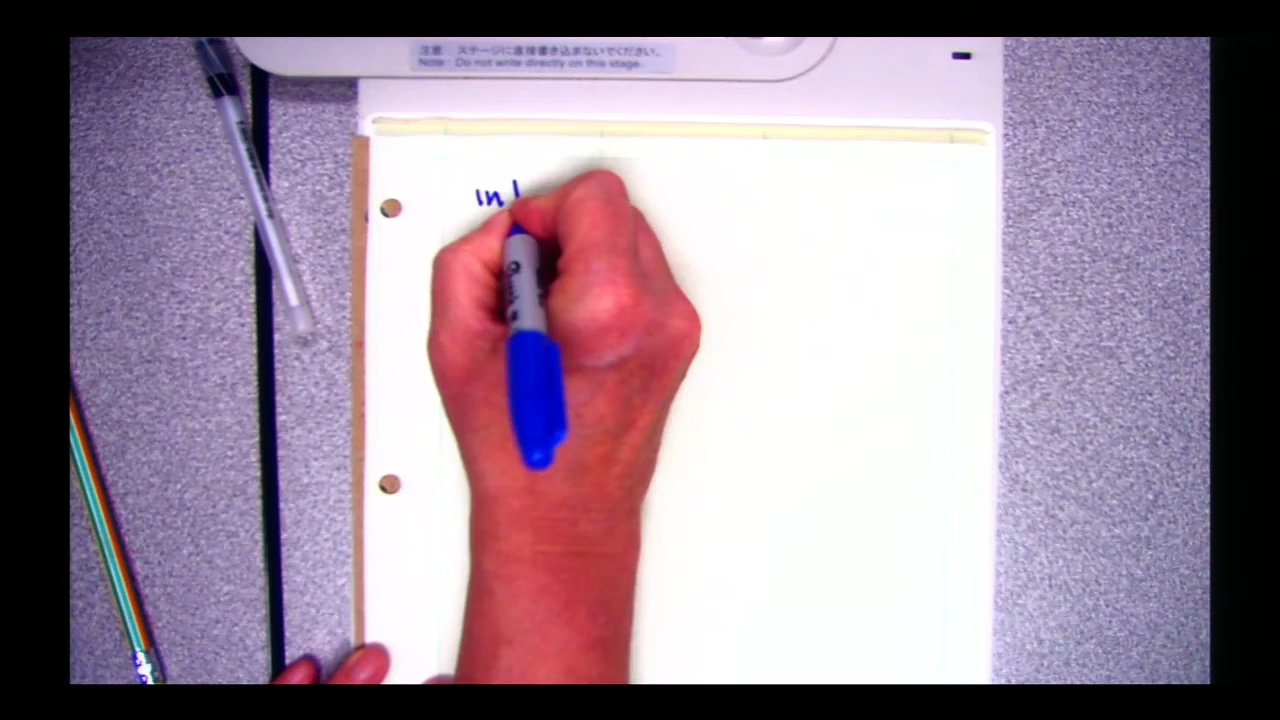 注意 : ステージに直接書き込まないでください。
Note : Do not write directly on this stage.
in